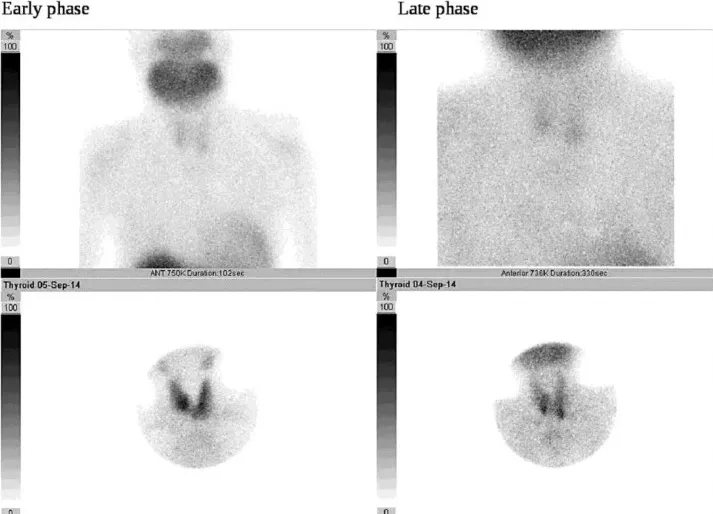 Early phase
Late phase
%
100
0
ANT 750K Duration:102sec
%
100
0
Anterior 736K Duration:330sec
Thyroid 05-Sep-14
%
100
0
Thyroid 04-Sep-14
%
100
0